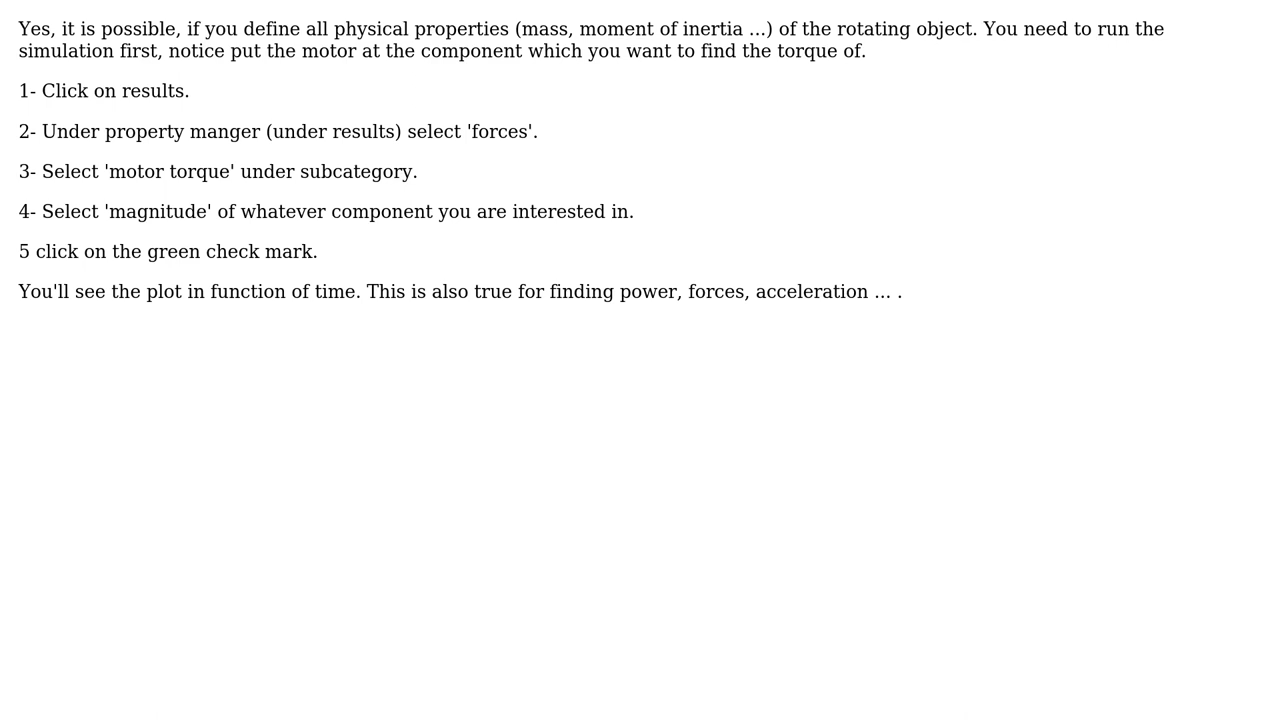 Yes, it is possible, if you define all physical properties (mass, moment of inertia ...) of the rotating object. You need to run the
simulation first, notice put the motor at the component which you want to find the torque of.
1- Click on results.
2- Under property manger (under results) select 'forces'.
3- Select 'motor torque' under subcategory.
4- Select 'magnitude' of whatever component you are interested in.
5 click on the green check mark.
You'll see the plot in function of time. This is also true for finding power, forces, acceleration ... .